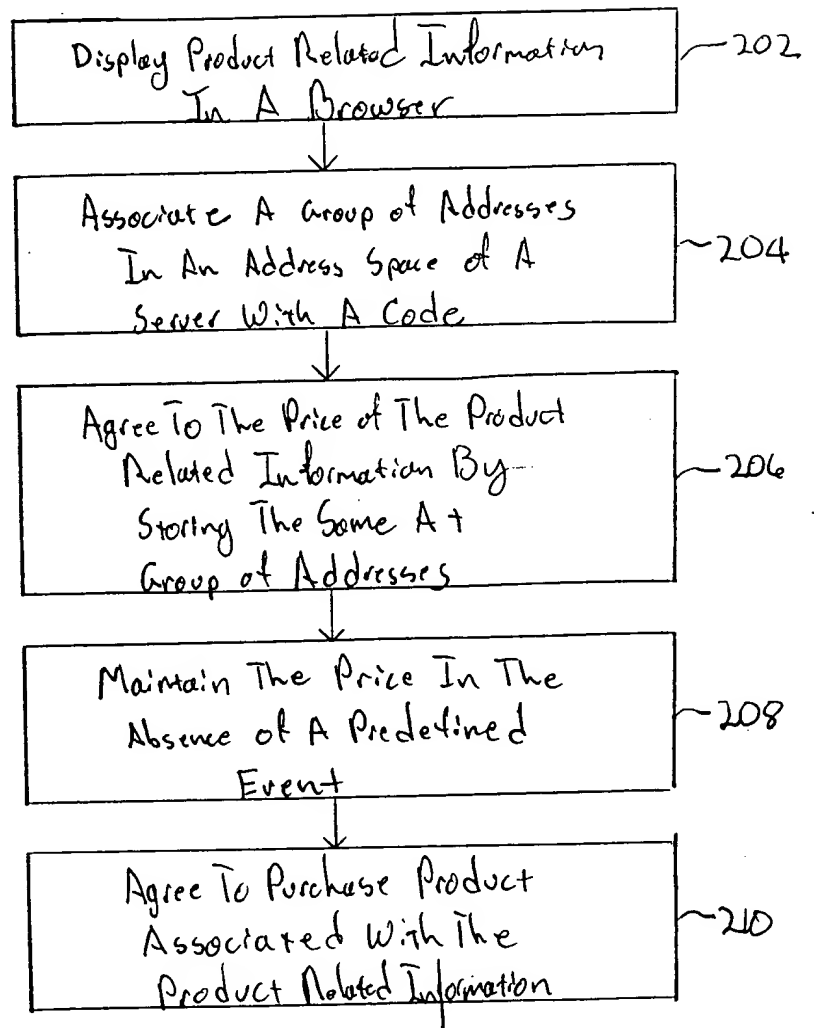 Display Product Related Information
In A Browser
202
Associate A Group of Addresses
In An Address Space of A
Server With A Code
204
Agree To The Price of The Product
Related Information By
Storing The Same At
Group of Addresses
206
Maintain The Price In The
Absence of A Predefined
Event
208
Agree To Purchase Product
Associated With The
Product Related Information
210